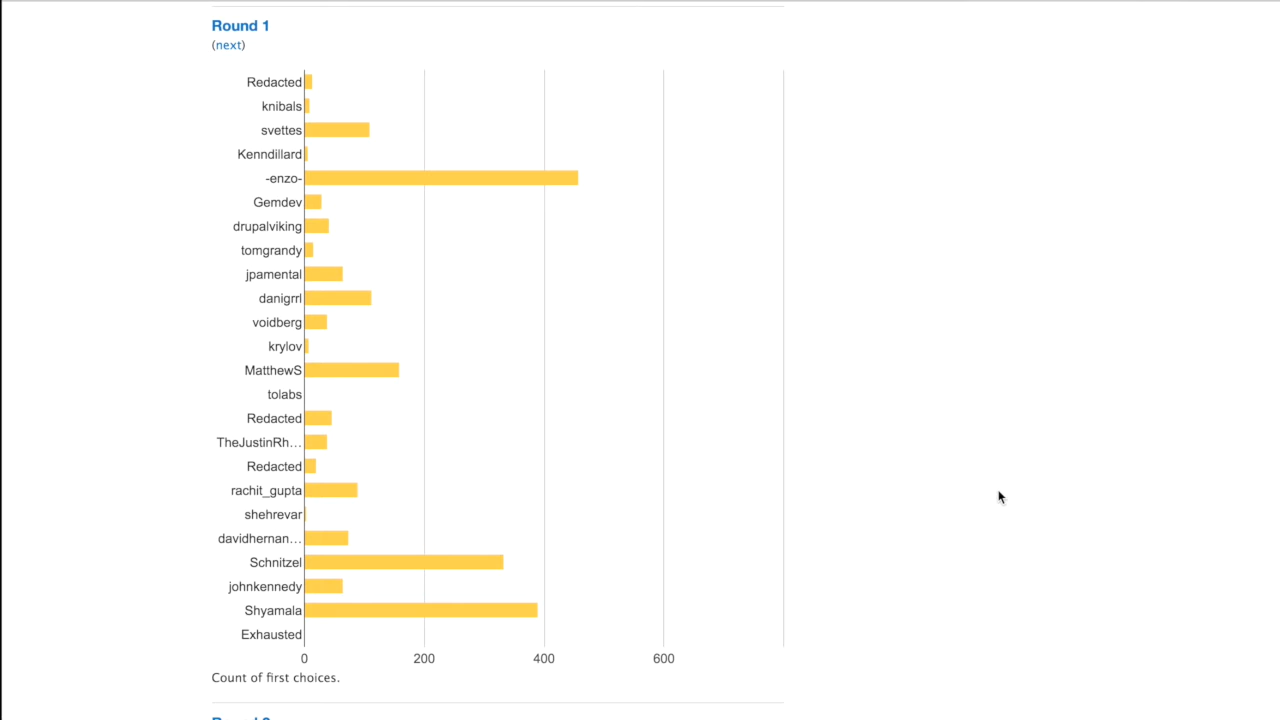 Round 1
(next)
Redacted
knibals
svettes
Kenndillard
-enzo-
Gemdev
drupalviking
tomgrandy
jpamental
danigrrl
voidberg
krylov
MatthewS
tolabs
Redacted
TheJustinRh…
Redacted
rachit_gupta
shehrevar
davidhernan…
Schnitzel
johnkennedy
Shyamala
Exhausted
0 200 400 600
Count of first choices.